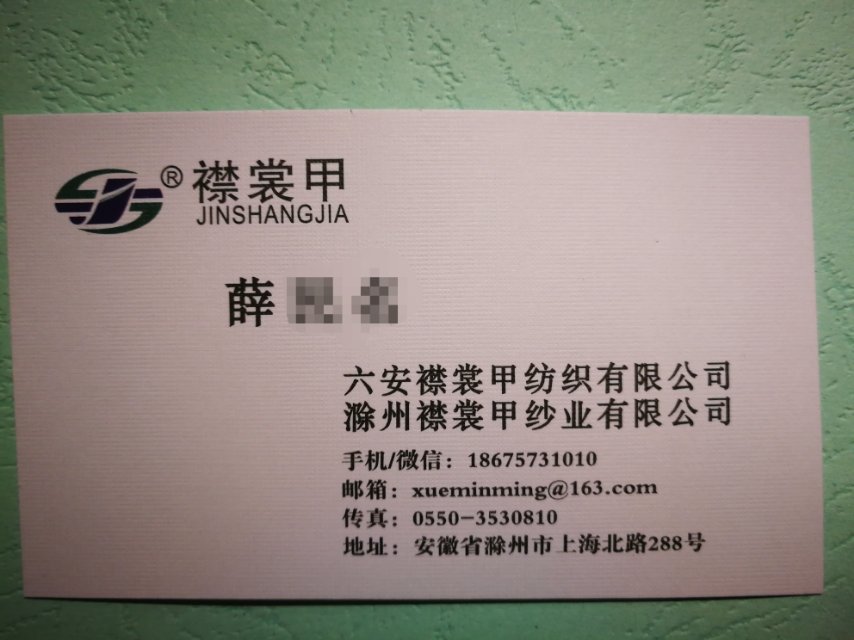 ® 襟裳甲
JINSHANGJIA
薛
六安襟裳甲纺织有限公司
滁州襟裳甲纱业有限公司
手机/微信：18675731010
邮箱：xueminming@163.com
传真：0550-3530810
地址：安徽省滁州市上海北路288号